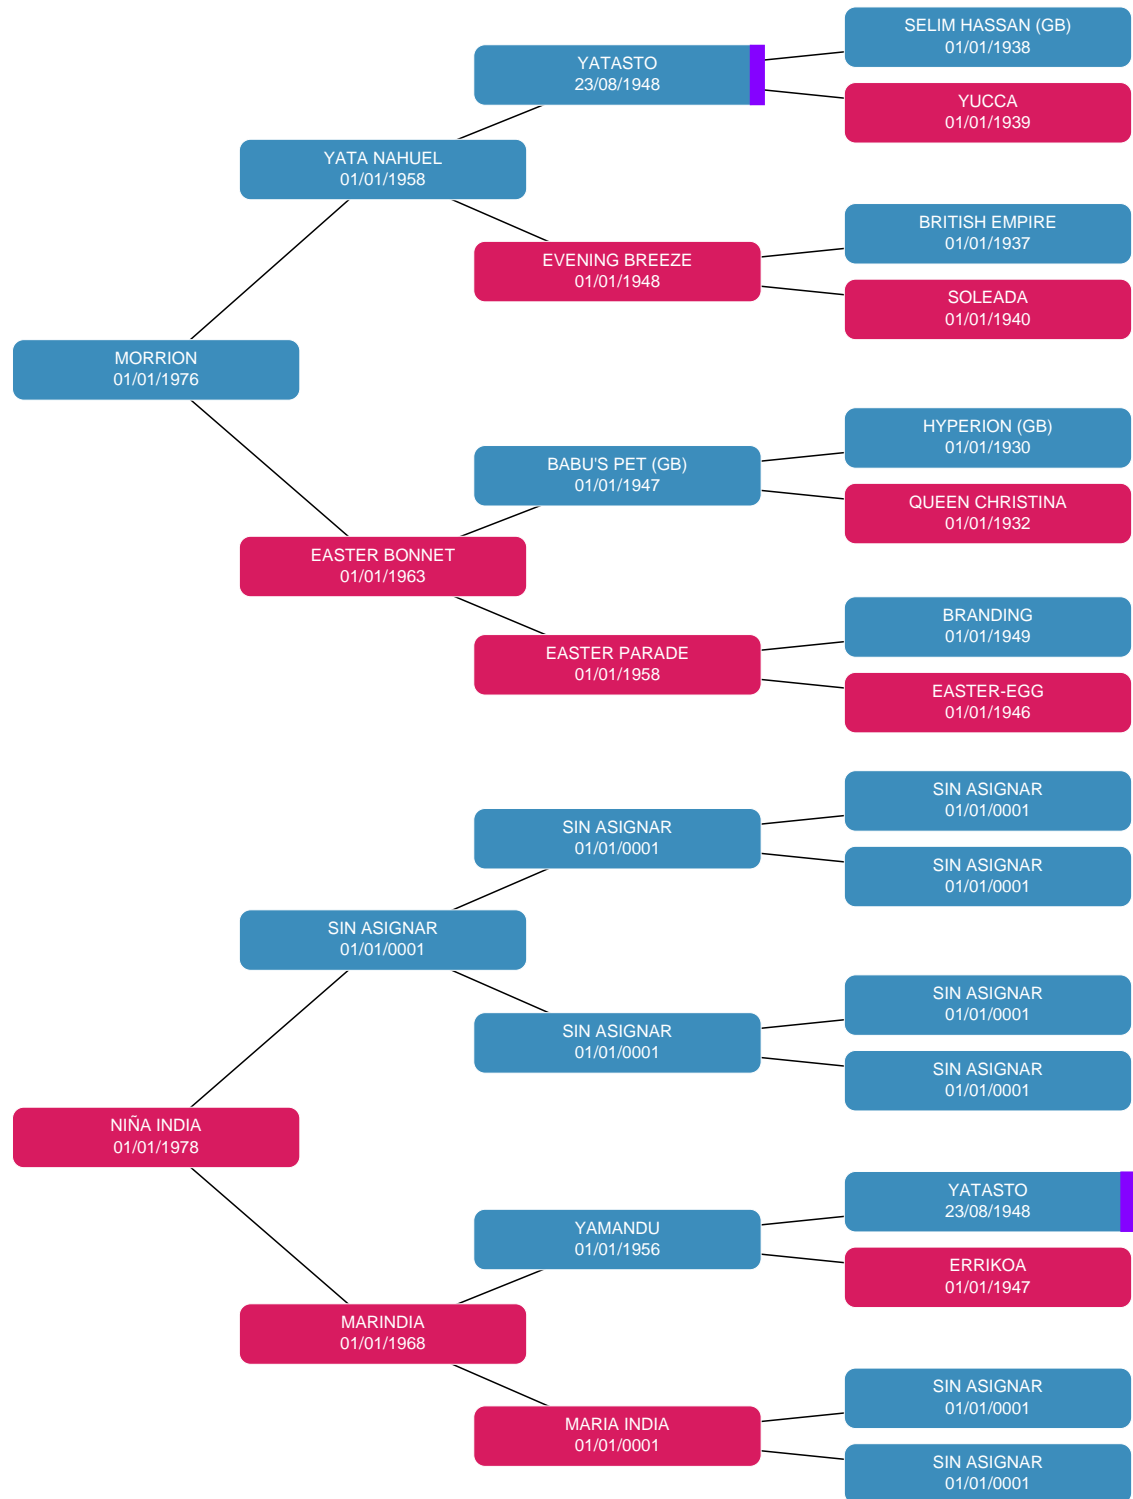 SELIM HASSAN (GB)
01/01/1938
YATASTO
23/08/1948
YUCCA
01/01/1939
YATA NAHUEL
01/01/1958
BRITISH EMPIRE
01/01/1937
EVENING BREEZE
01/01/1948
SOLEADA
01/01/1940
MORRION
01/01/1976
HYPERION (GB)
01/01/1930
BABU'S PET (GB)
01/01/1947
QUEEN CHRISTINA
01/01/1932
EASTER BONNET
01/01/1963
BRANDING
01/01/1949
EASTER PARADE
01/01/1958
EASTER-EGG
01/01/1946
SIN ASIGNAR
01/01/0001
SIN ASIGNAR
01/01/0001
SIN ASIGNAR
01/01/0001
SIN ASIGNAR
01/01/0001
SIN ASIGNAR
01/01/0001
SIN ASIGNAR
01/01/0001
SIN ASIGNAR
01/01/0001
NIÑA INDIA
01/01/1978
YATASTO
23/08/1948
YAMANDU
01/01/1956
ERRIKOA
01/01/1947
MARINDIA
01/01/1968
SIN ASIGNAR
01/01/0001
MARIA INDIA
01/01/0001
SIN ASIGNAR
01/01/0001